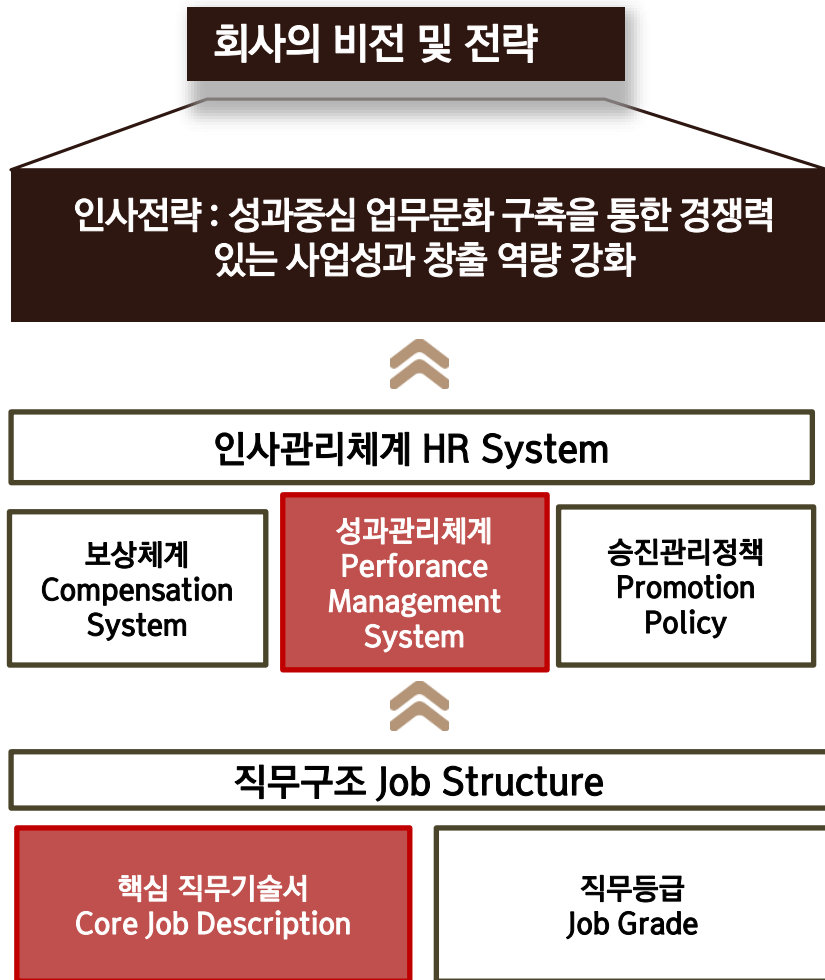 회사의 비전 및 전략
인사전략 : 성과중심 업무문화 구축을 통한 경쟁력
있는 사업성과 창출 역량 강화
인사관리체계 HR System
보상체계
Compensation
System
성과관리체계
Perforance
Management
System
승진관리정책
Promotion
Policy
직무구조 Job Structure
핵심 직무기술서
Core Job Description
직무등급
Job Grade